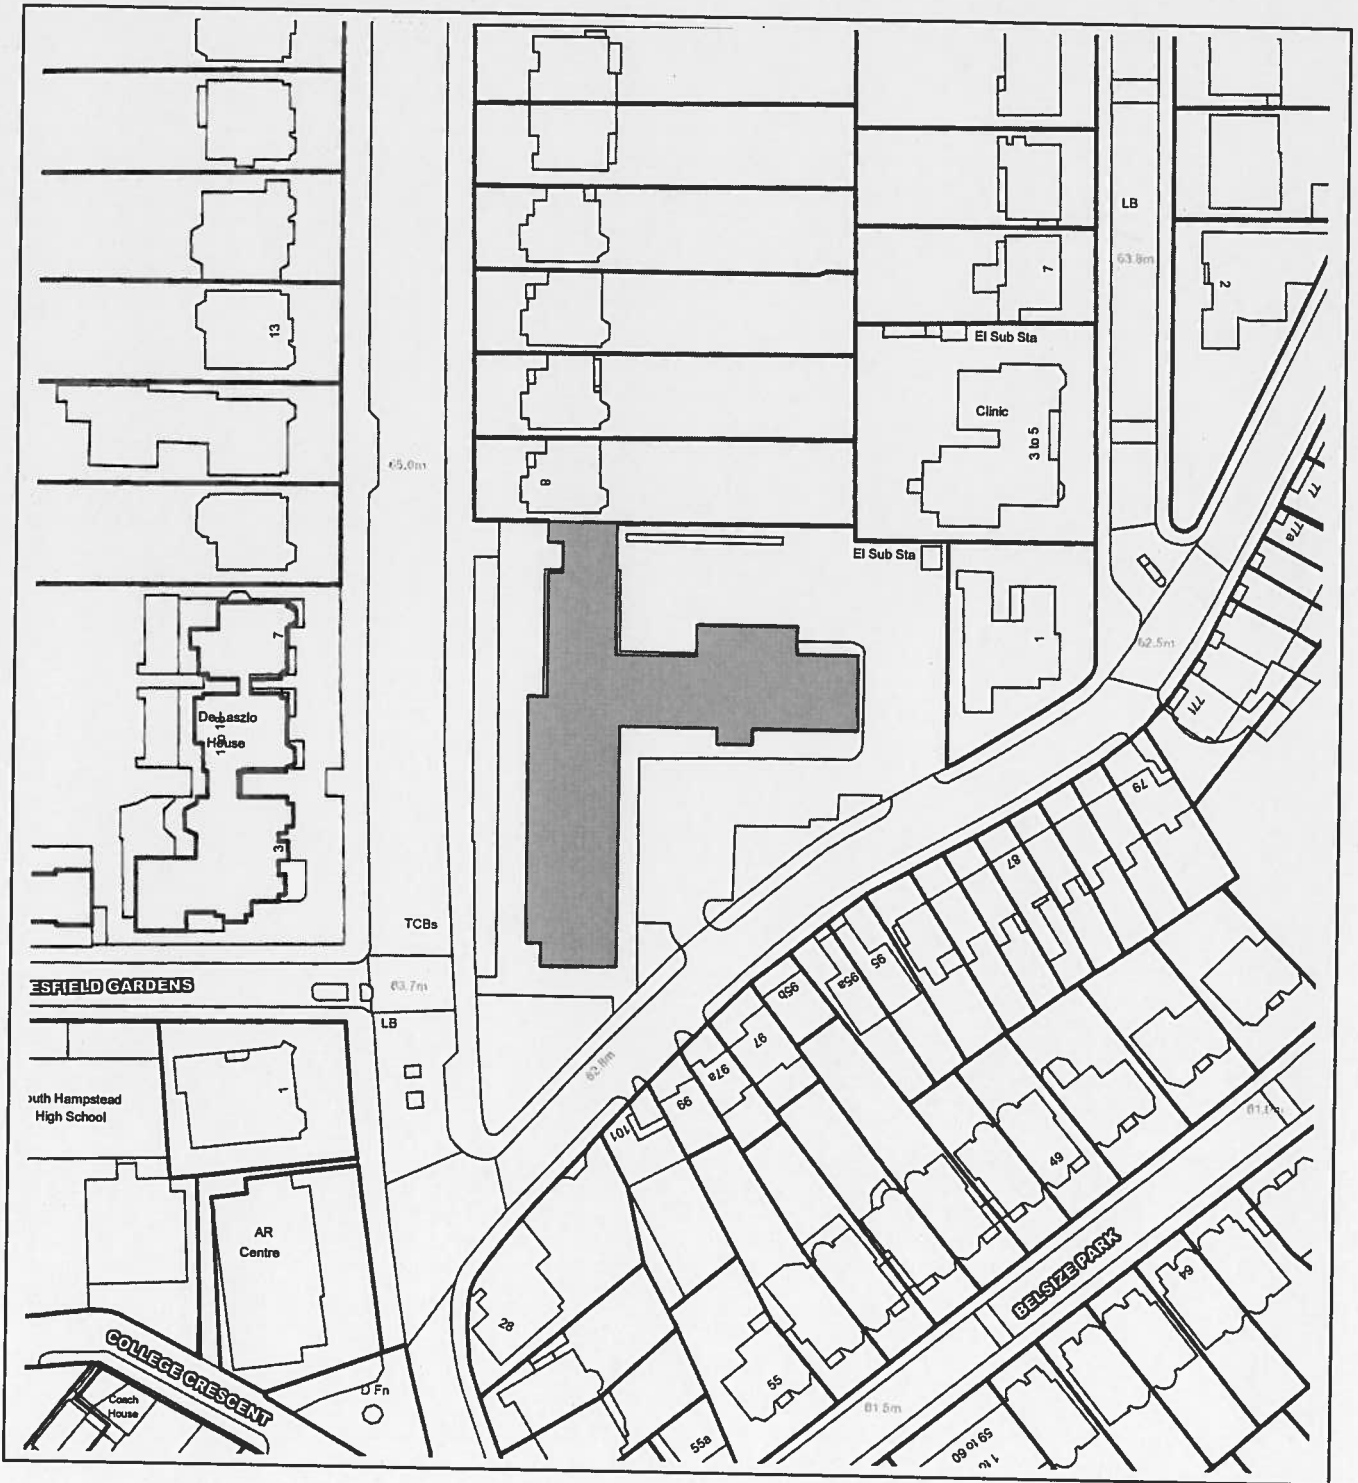 LB
63.8m
7
2
13
El Sub Sta
Clinic
3 to 5
65.0m
8
77
77a
El Sub Sta
1
62.5m
7
77f
De Laszlo
House
79
3
87
TCBs
95
95a
95b
ESFIELD GARDENS
63.7m
LB
97
62.8m
97a
99
1
outh Hampstead
High School
101
49
AR
Centre
BELSIZE PARK
64
28
COLLEGE CRESCENT
D Fn
55
Coach
House
61.5m
55a
59 to 60
1 to